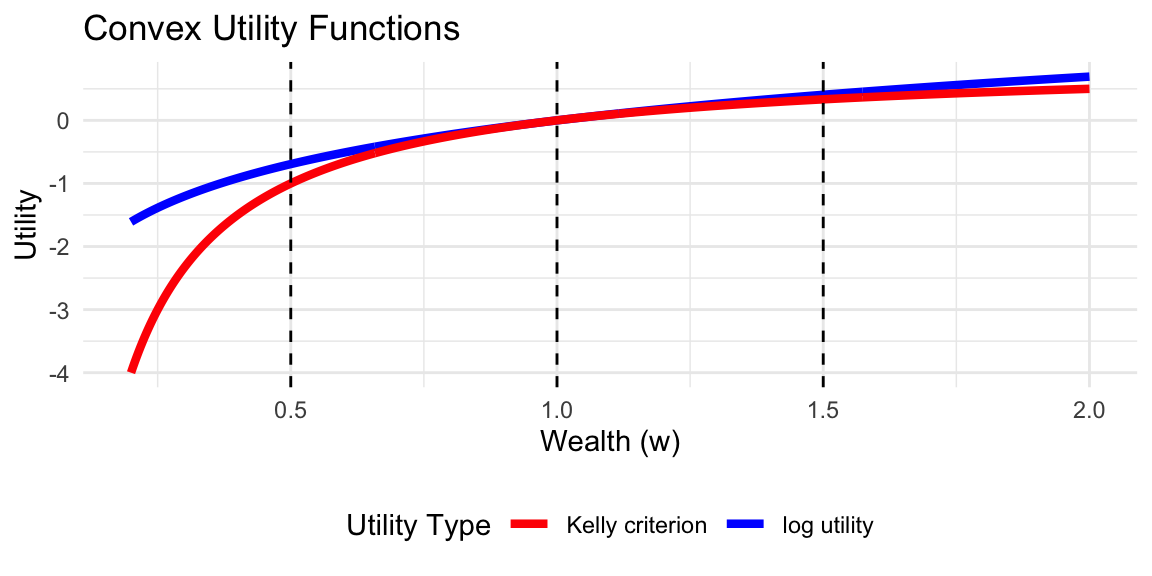 Convex Utility Functions
Utility
0
-1
-2
-3
-4
0.5 1.0 1.5 2.0
Wealth (w)
Utility Type Kelly criterion log utility